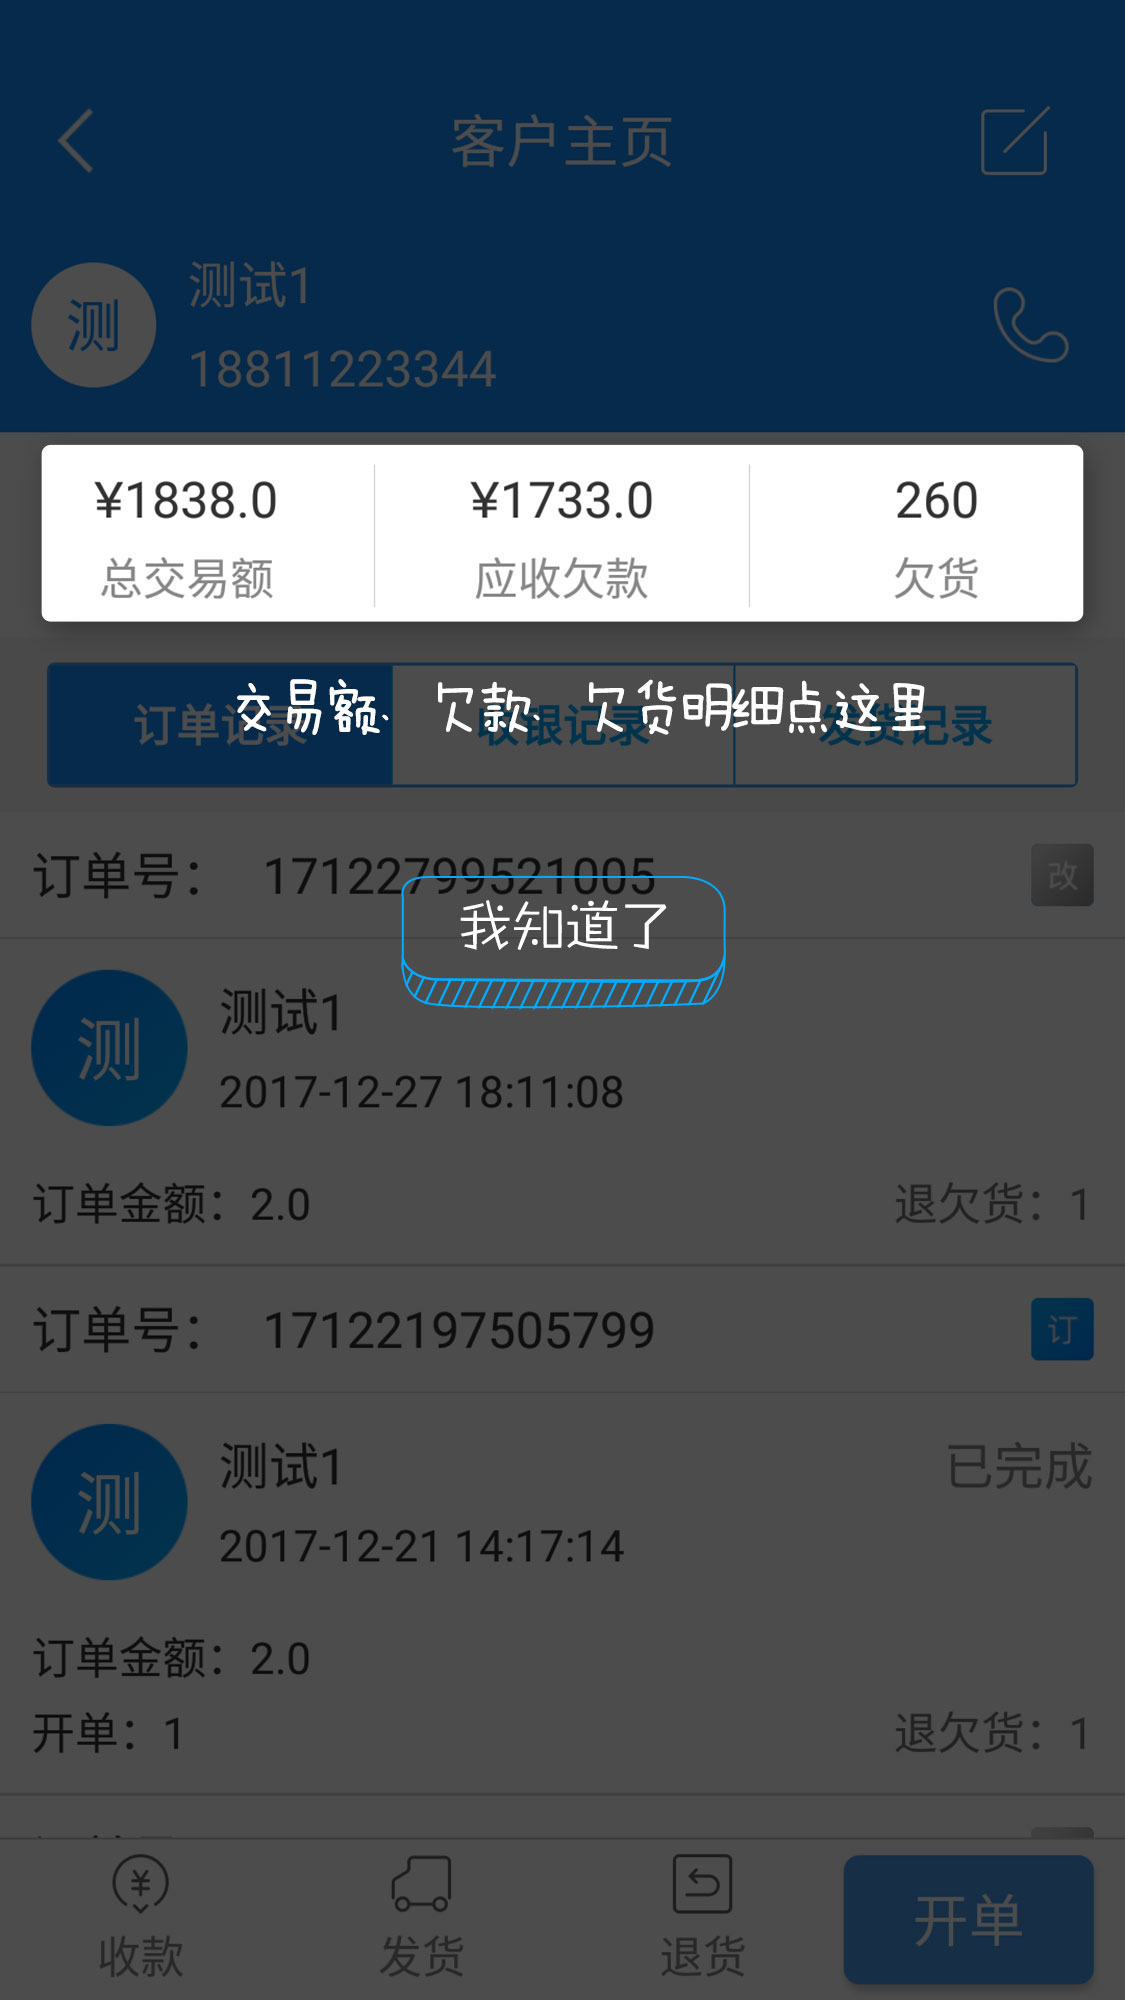 客户主页
测
测试1
18811223344
¥1838.0
¥1733.0
260
总交易额
应收欠款
欠货
订单记录
收银记录
发货记录
交易额、欠款、欠货明细点这里
订单号： 17122799521005
改
我知道了
测
测试1
2017-12-27 18:11:08
订单金额：2.0
退欠货：1
订单号： 17122197505799
订
测
测试1
已完成
2017-12-21 14:17:14
订单金额：2.0
开单：1
退欠货：1
收款
发货
退货
开单